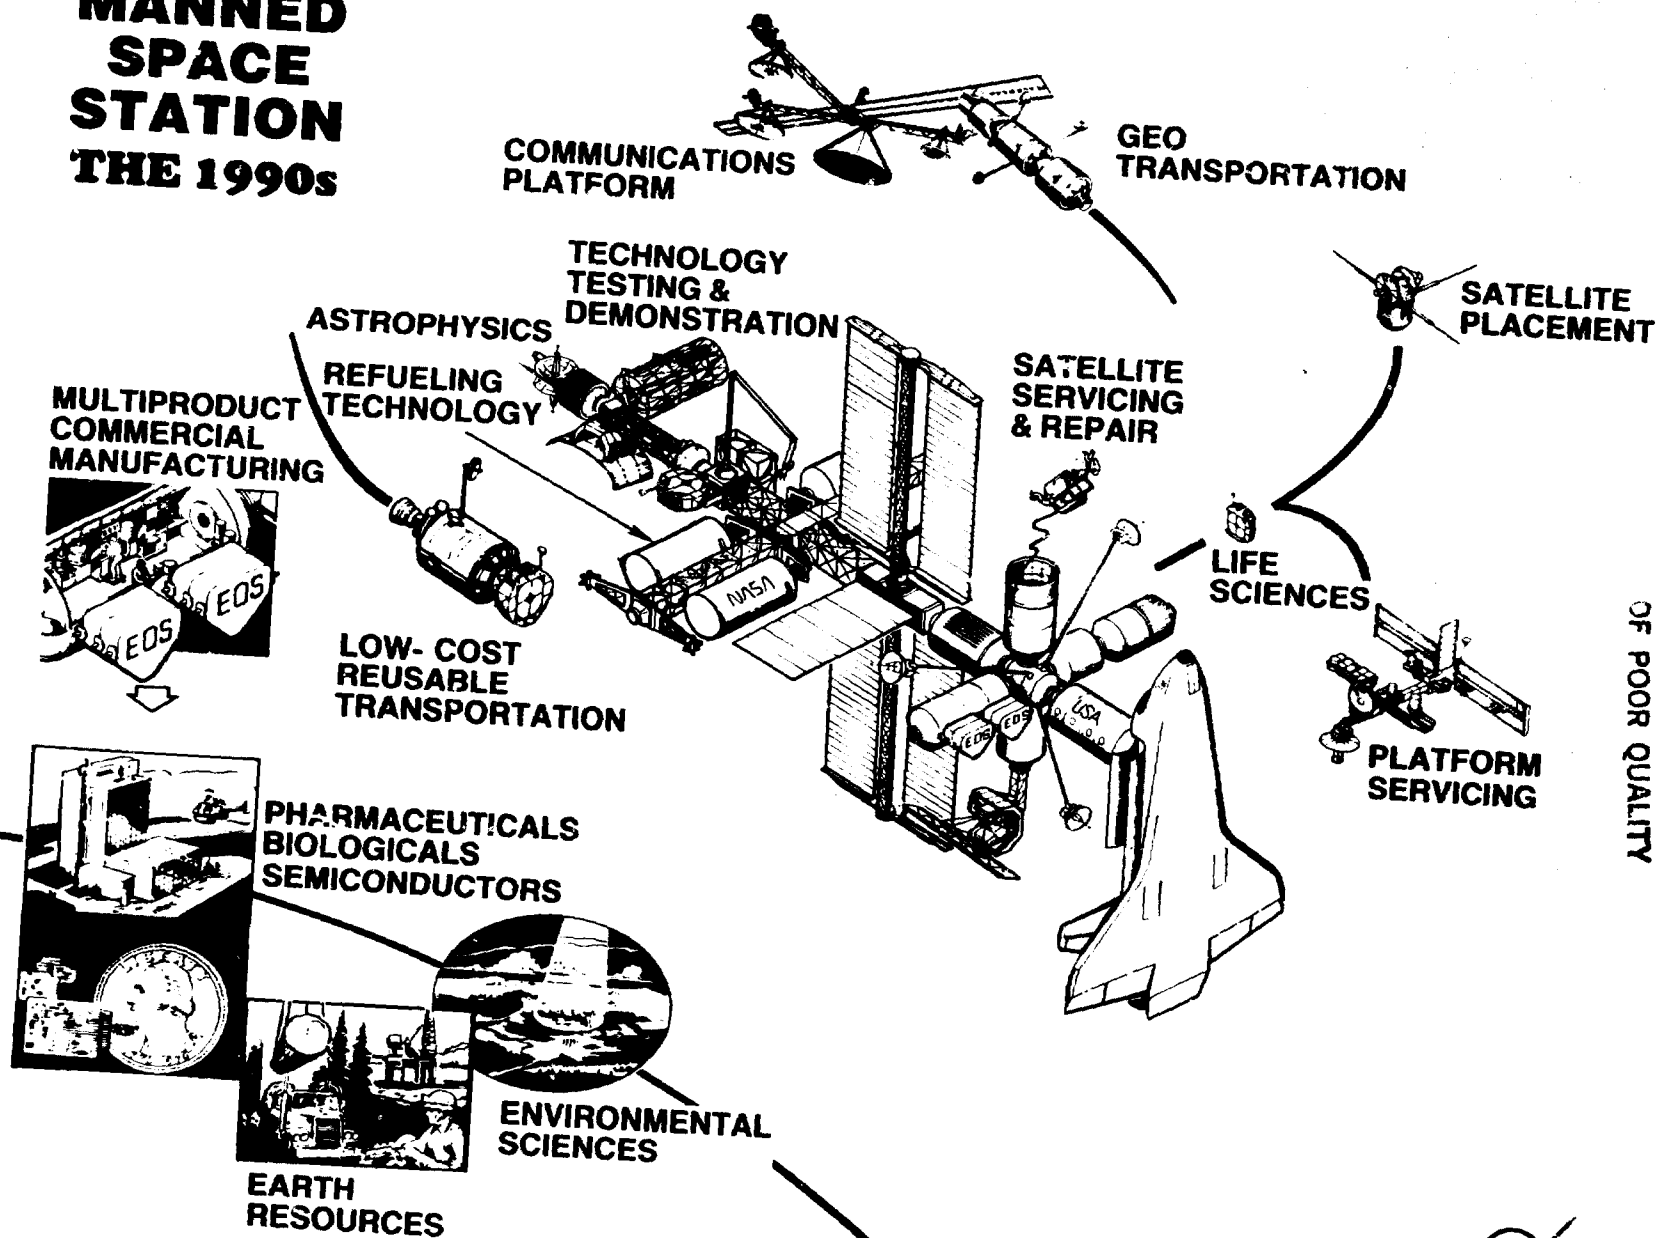 MANNED
SPACE
STATION
THE 1990s
COMMUNICATIONS
PLATFORM
GEO
TRANSPORTATION
TECHNOLOGY
TESTING &
DEMONSTRATION
SATELLITE
PLACEMENT
ASTROPHYSICS
REFUELING
TECHNOLOGY
SATELLITE
SERVICING
& REPAIR
MULTIPRODUCT
COMMERCIAL
MANUFACTURING
EOS
EOS
NASA
LIFE
SCIENCES
LOW- COST
REUSABLE
TRANSPORTATION
USA
EOS
EOS
PLATFORM
SERVICING
OF POOR QUALITY
PHARMACEUTICALS
BIOLOGICALS
SEMICONDUCTORS
ENVIRONMENTAL
SCIENCES
EARTH
RESOURCES